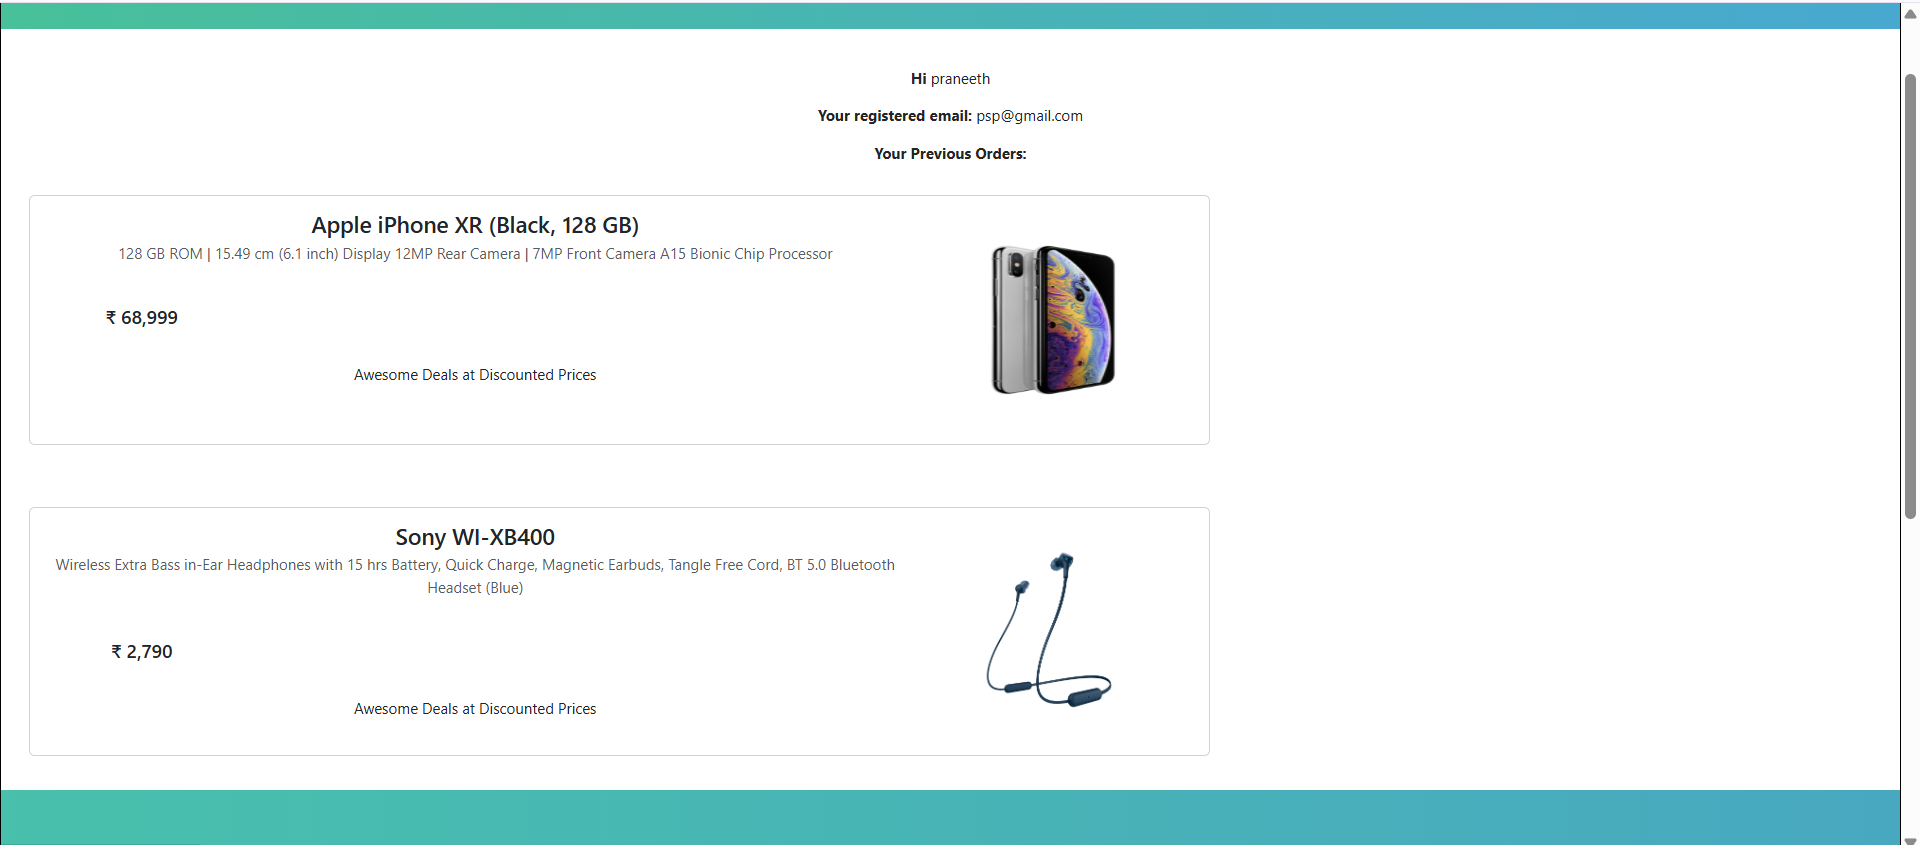 Hi praneeth
Your registered email: psp@gmail.com
Your Previous Orders:
Apple iPhone XR (Black, 128 GB)
128 GB ROM | 15.49 cm (6.1 inch) Display 12MP Rear Camera | 7MP Front Camera A15 Bionic Chip Processor
₹ 68,999
Awesome Deals at Discounted Prices
Sony WI-XB400
Wireless Extra Bass in-Ear Headphones with 15 hrs Battery, Quick Charge, Magnetic Earbuds, Tangle Free Cord, BT 5.0 Bluetooth
Headset (Blue)
₹ 2,790
Awesome Deals at Discounted Prices